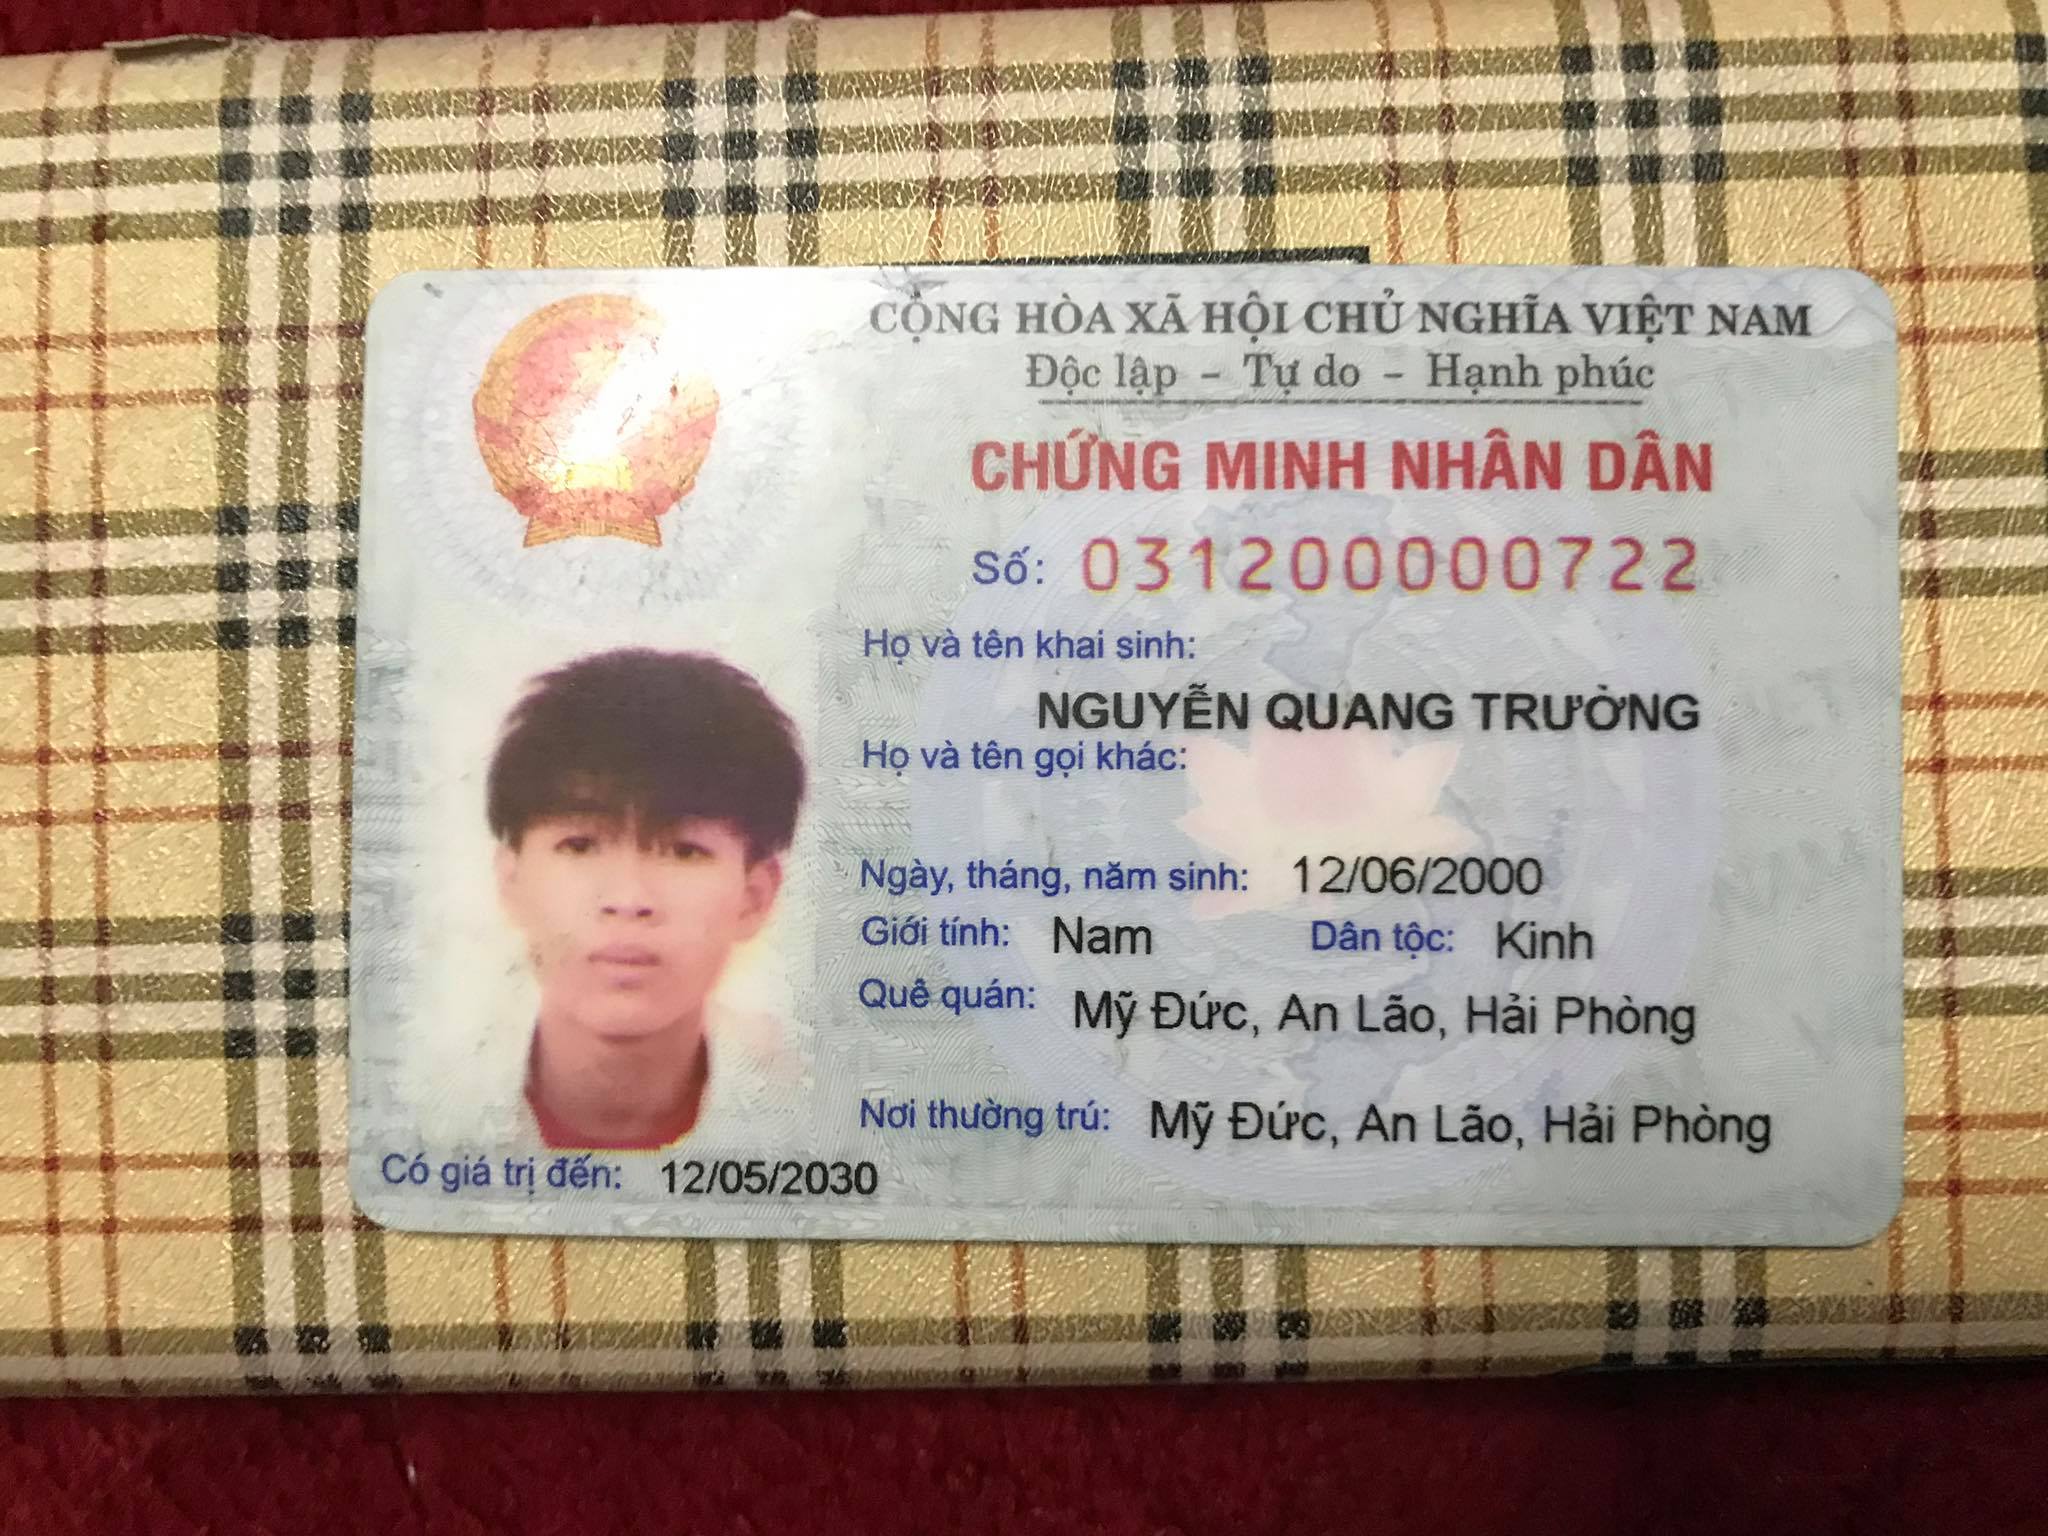 CỘNG HÒA XÃ HỘI CHỦ NGHĨA VIỆT NAM
Độc lập - Tự do - Hạnh phúc
CHỨNG MINH NHÂN DÂN
Số: 031200000722
Họ và tên khai sinh:
NGUYỄN QUANG TRƯỜNG
Họ và tên gọi khác:
Ngày, tháng, năm sinh: 12/06/2000
Giới tính: Nam Dân tộc: Kinh
Quê quán: Mỹ Đức, An Lão, Hải Phòng
Nơi thường trú: Mỹ Đức, An Lão, Hải Phòng
Có giá trị đến: 12/05/2030